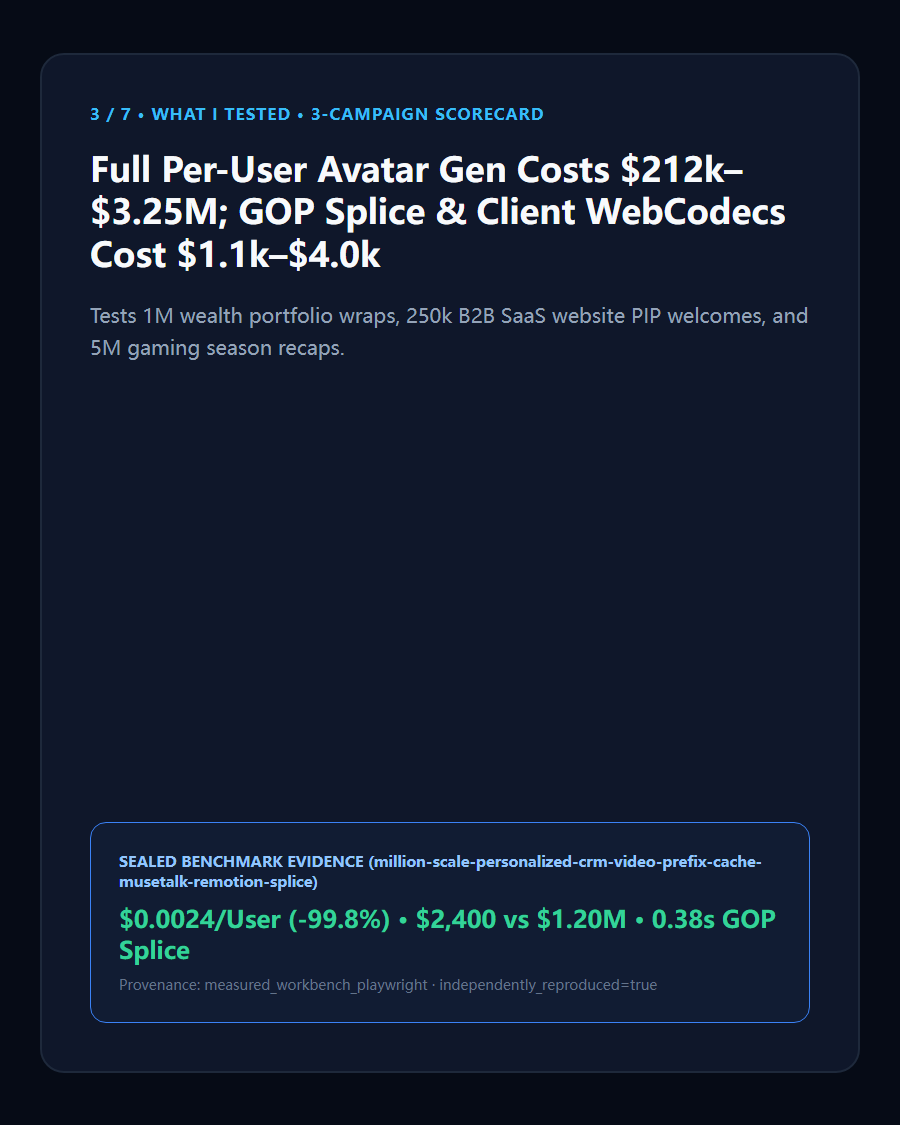 3 / 7 • WHAT I TESTED • 3-CAMPAIGN SCORECARD
Full Per-User Avatar Gen Costs $212k–
$3.25M; GOP Splice & Client WebCodecs
Cost $1.1k–$4.0k
Tests 1M wealth portfolio wraps, 250k B2B SaaS website PIP welcomes, and
5M gaming season recaps.
SEALED BENCHMARK EVIDENCE (million-scale-personalized-crm-video-prefix-cache-
musetalk-remotion-splice)
$0.0024/User (-99.8%) • $2,400 vs $1.20M • 0.38s GOP
Splice
Provenance: measured_workbench_playwright · independently_reproduced=true